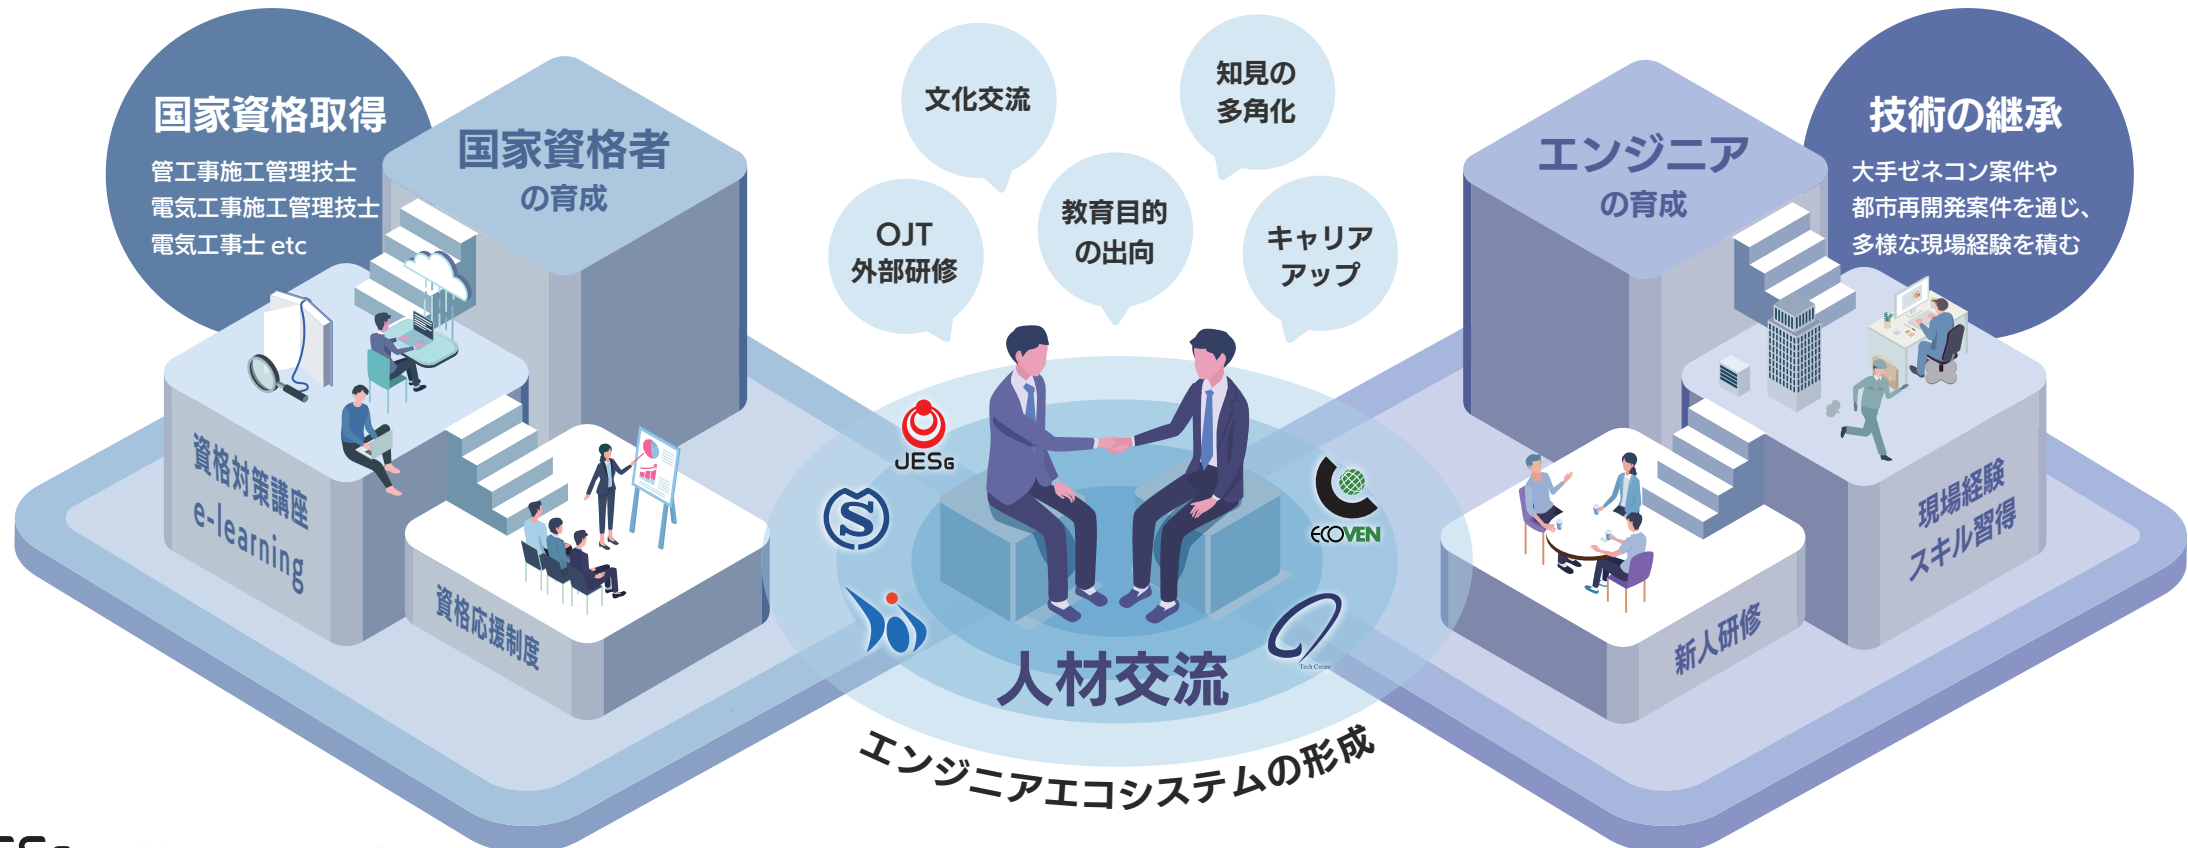 国家資格取得
管工事施工管理技士
電気工事施工管理技士
電気工事士 etc
国家資格者
の育成
資格対策講座
e-learning
資格応援制度
文化交流
知見の
多角化
OJT
外部研修
教育目的
の出向
キャリア
アップ
JESG
S
ECOVEN
Tech Create
人材交流
エンジニアエコシステムの形成
エンジニア
の育成
技術の継承
大手ゼネコン案件や
都市再開発案件を通じ、
多様な現場経験を積む
現場経験
スキル習得
新人研修